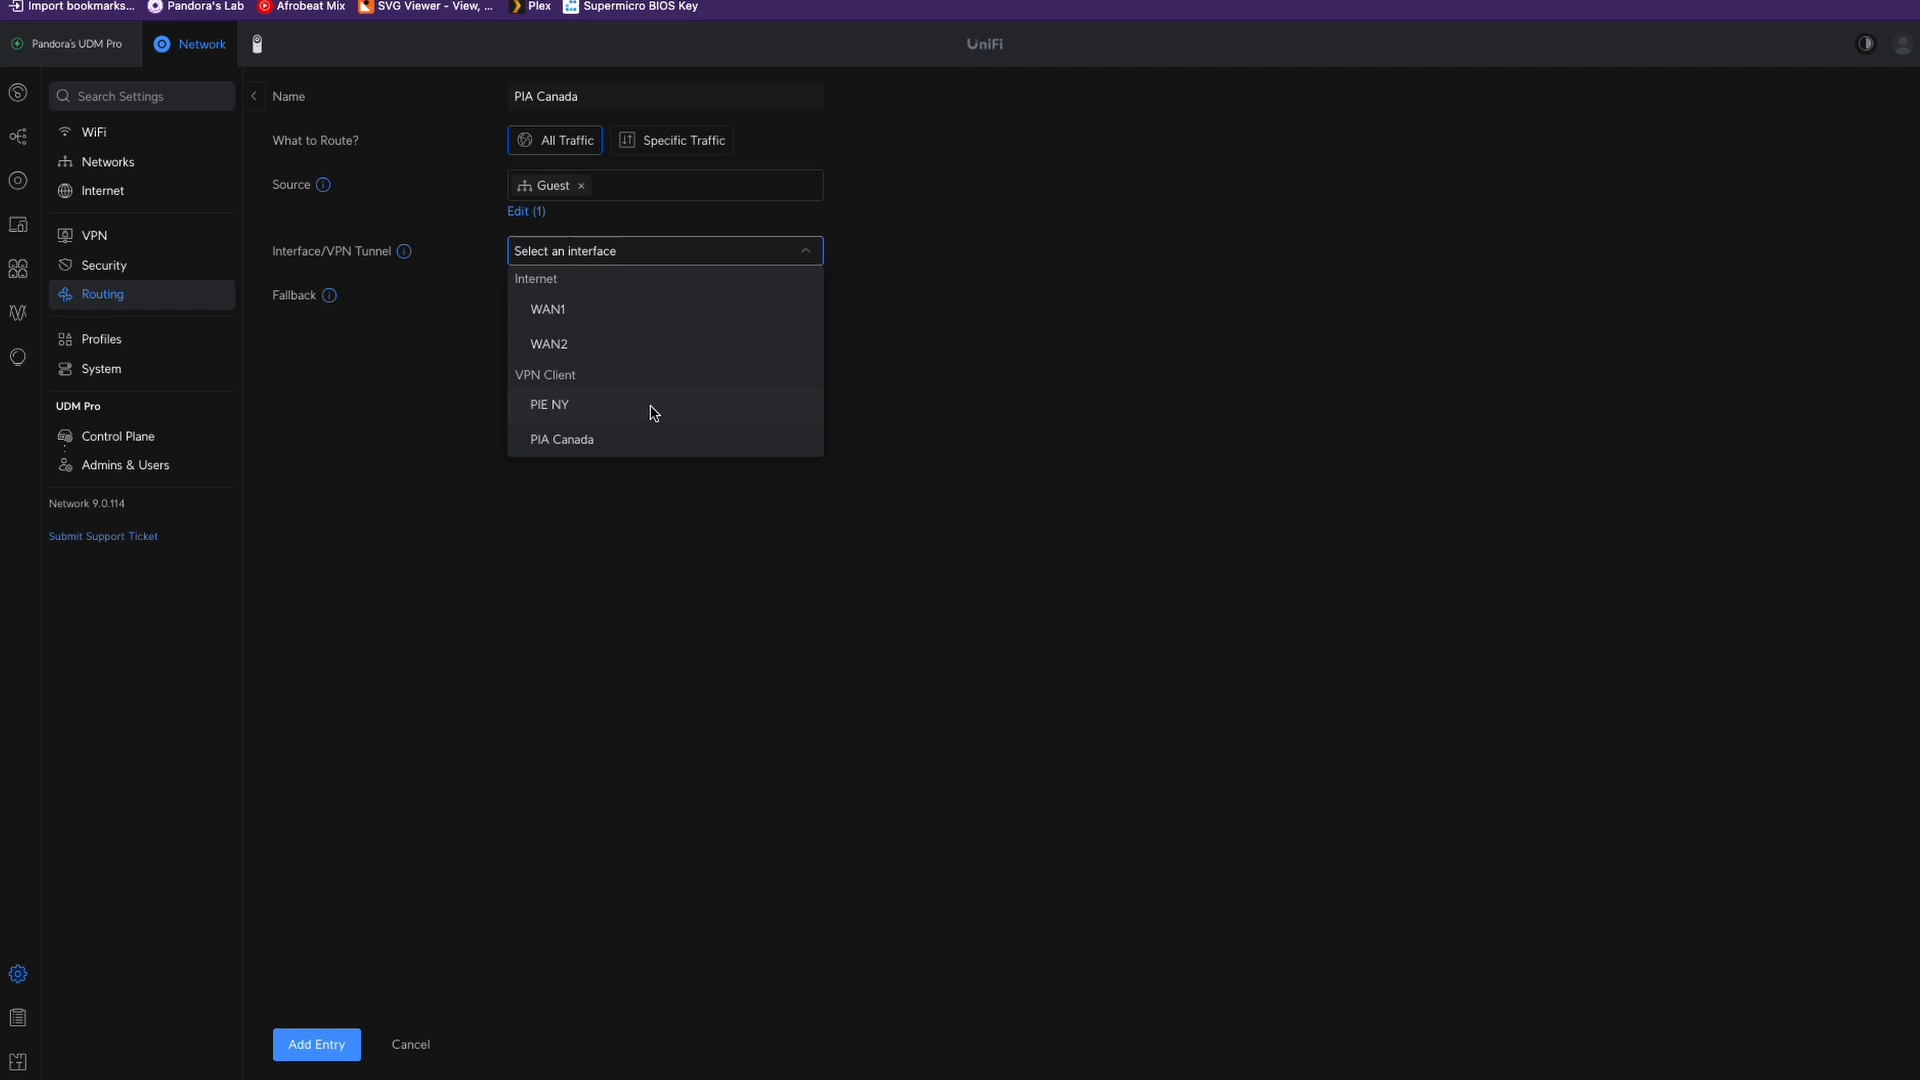 Import bookmarks... Pandora's Lab Afrobeat Mix SVG Viewer - View, ... Plex Supermicro BIOS Key
Pandora's UDM Pro Network UniFi
Search Settings
WiFi
Networks
Internet
VPN
Security
Routing
Profiles
System
UDM Pro
Control Plane
Admins & Users
Network 9.0.114
Submit Support Ticket
Name PIA Canada
What to Route? All Traffic Specific Traffic
Source Guest ×
Edit (1)
Interface/VPN Tunnel Select an interface
Fallback
Internet
WAN1
WAN2
VPN Client
PIE NY
PIA Canada
Add Entry Cancel